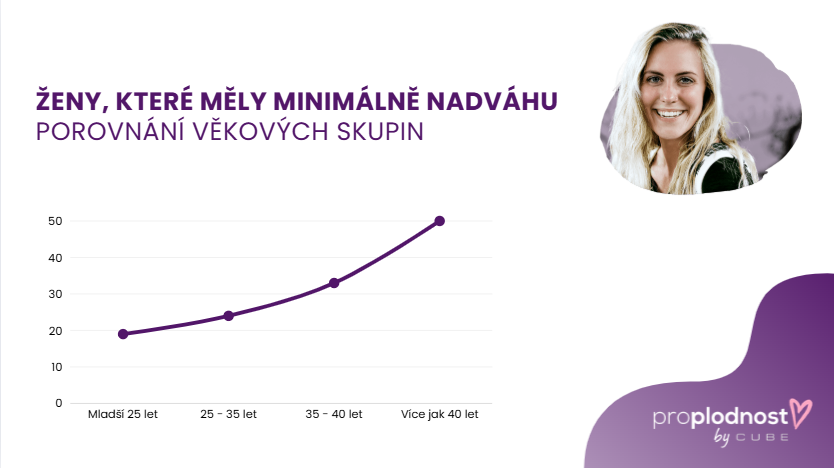 ŽENY, KTERÉ MĚLY MINIMÁLNĚ NADVÁHU
POROVNÁNÍ VĚKOVÝCH SKUPIN
50
40
30
20
10
0
Mladší 25 let
25 - 35 let
35 - 40 let
Více jak 40 let
proplodnost
by CUBE